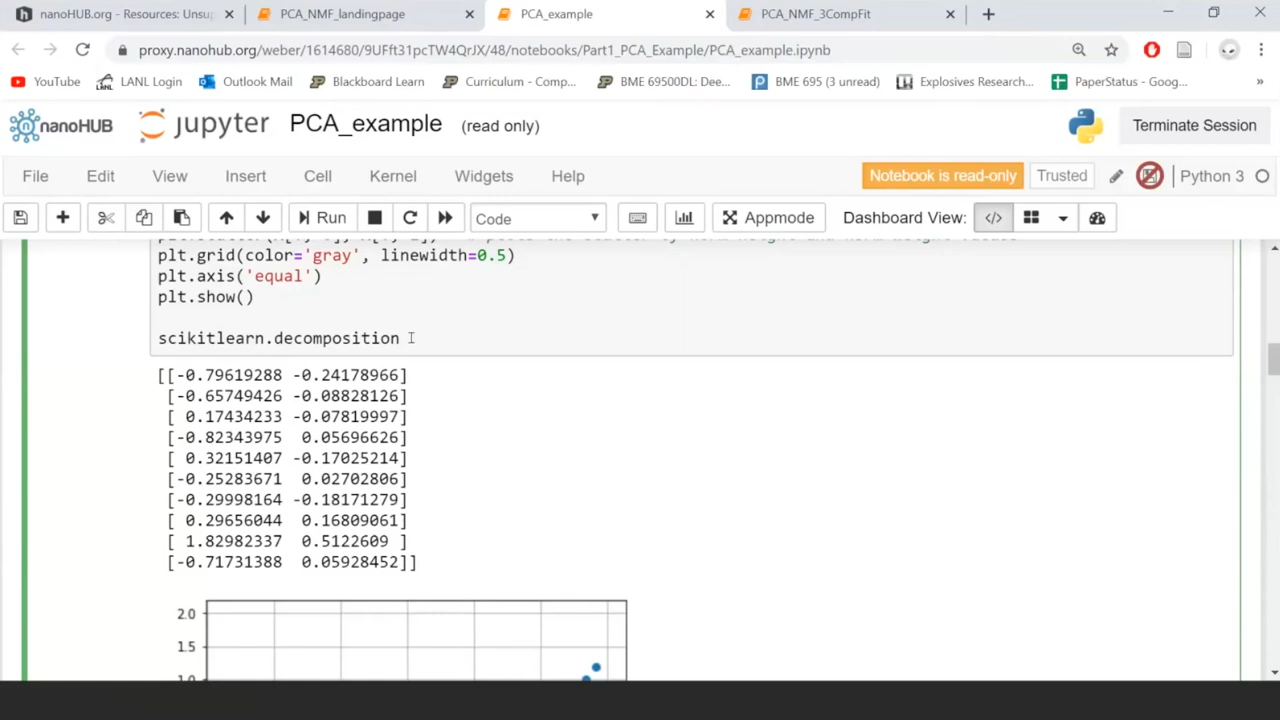 nanoHUB.org - Resources: Unsup
PCA_NMF_landingpage
PCA_example
PCA_NMF_3CompFit
proxy.nanohub.org/weber/1614680/9UFft31pcTW4QrJX/48/notebooks/Part1_PCA_Example/PCA_example.ipynb
YouTube
LANL Login
Outlook Mail
Blackboard Learn
Curriculum - Comp...
BME 69500DL: Dee...
BME 695 (3 unread)
Explosives Research...
PaperStatus - Goog...
»
nanoHUB
jupyter
PCA_example (read only)
Terminate Session
File Edit View Insert Cell Kernel Widgets Help
Notebook is read-only
Trusted
Python 3
Run
Code
Appmode
Dashboard View:
plt.grid(color='gray', linewidth=0.5)
plt.axis('equal')
plt.show()
scikitlearn.decomposition
[[-0.79619288 -0.24178966]
[-0.65749426 -0.08828126]
[ 0.17434233 -0.07819997]
[-0.82343975 0.05696626]
[ 0.32151407 -0.17025214]
[-0.25283671 0.02702806]
[-0.29998164 -0.18171279]
[ 0.29656044 0.16809061]
[ 1.82982337 0.5122609 ]
[-0.71731388 0.05928452]]
2.0
1.5
1.0